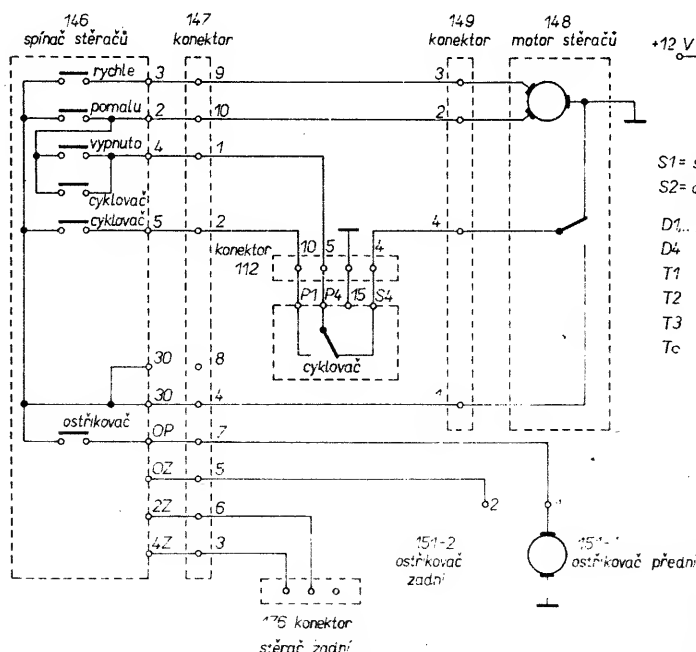 146
spínač stěračů
147
konektor
149
konektor
148
motor stěračů
+12 V
rychle
3
9
3
pomalu
2
10
2
vypnuto
4
1
cyklovač
cyklovač
5
2
4
konektor
112
10
5
4
P1
P4
15
S4
cyklovač
S1=
S2=
D1,..
D4
T1
T2
T3
Tc
30
8
30
4
1
ostřikovač
OP
7
OZ
5
2
2Z
6
4Z
3
151-2
ostřikovač
zadní
ostřikovač přední
konektor
stěrač zadní